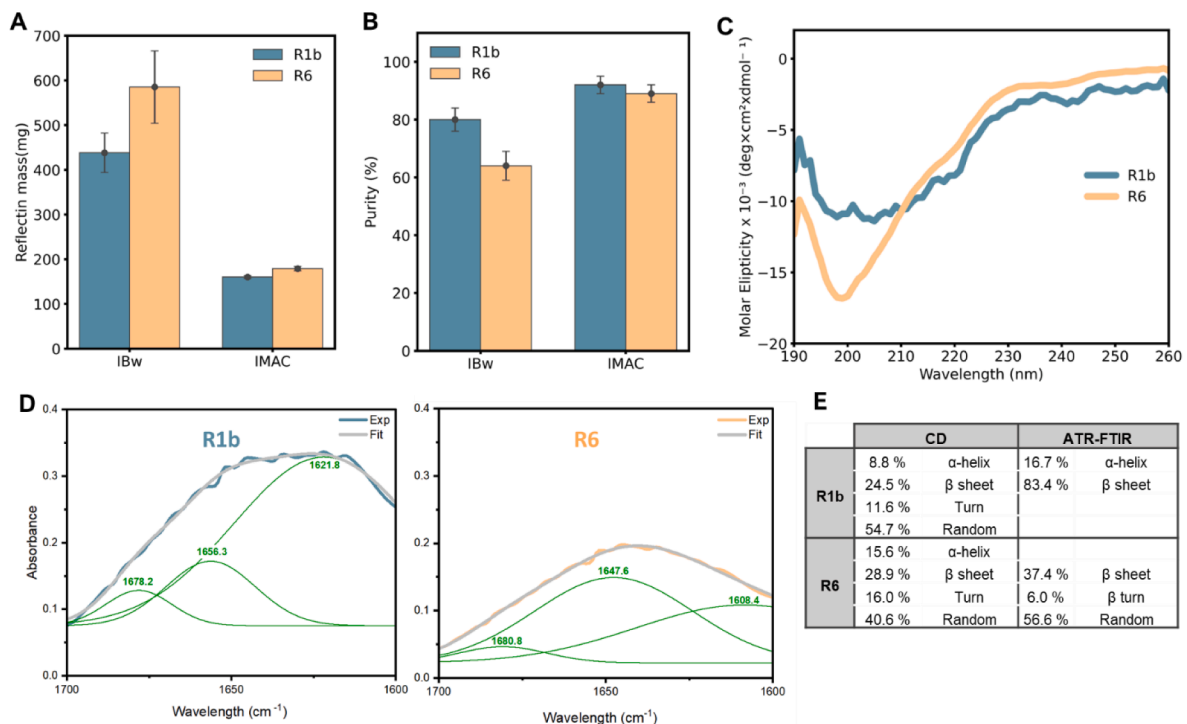 A
Reflectin mass(mg)
700
600
500
400
300
200
100
0
IBw
IMAC
R1b
R6
B
Purity (%)
100
80
60
40
20
0
IBw
IMAC
R1b
R6
C
Molar Elipticity x 10⁻³ (deg×cm²xdmol⁻¹)
0
−5
−10
−15
−20
190
200
210
220
230
240
250
260
Wavelength (nm)
R1b
R6
D
Absorbance
0.4
0.3
0.2
0.1
0.0
1700
1650
1600
Wavelength (cm⁻¹)
R1b
Exp
Fit
1621.8
1656.3
1678.2
0.4
0.3
0.2
0.1
0.0
1700
1650
1600
Wavelength (cm⁻¹)
R6
Exp
Fit
1647.6
1608.4
1680.8
E
CD ATR-FTIR
R1b
8.8 % α-helix 16.7 % α-helix
24.5 % β sheet 83.4 % β sheet
11.6 % Turn
54.7 % Random
R6
15.6 % α-helix
28.9 % β sheet 37.4 % β sheet
16.0 % Turn 6.0 % β turn
40.6 % Random 56.6 % Random